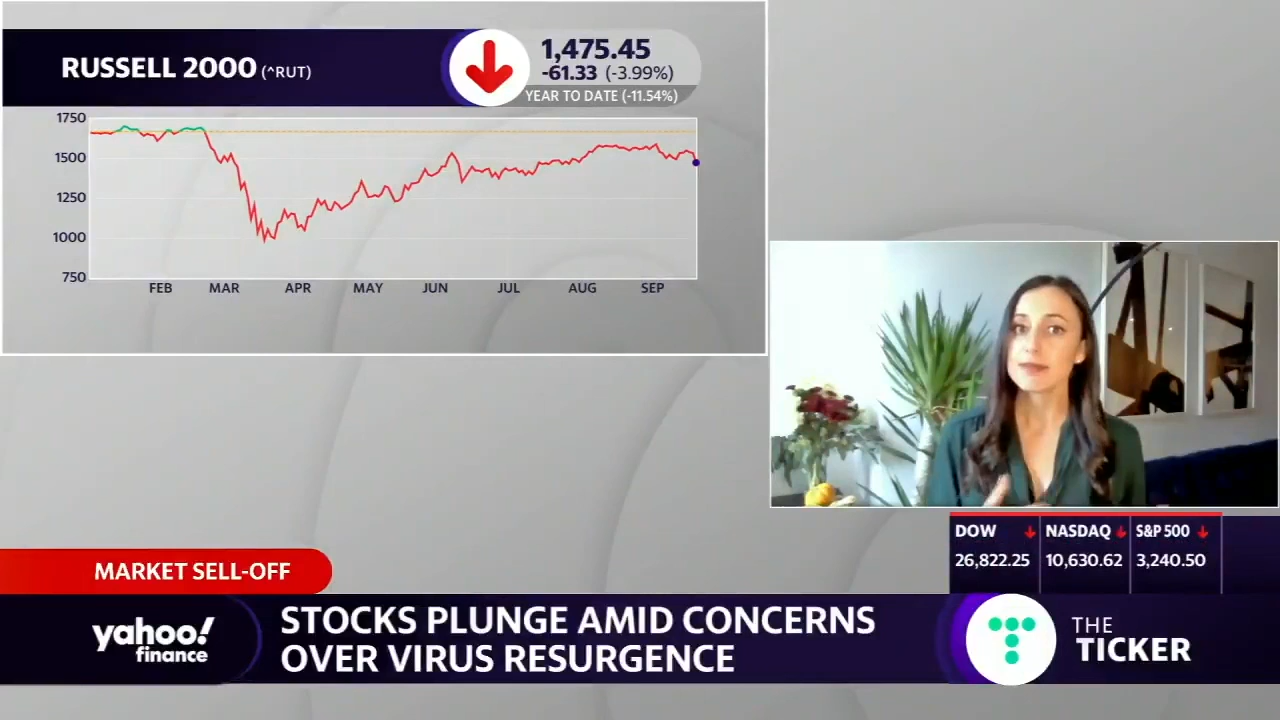 RUSSELL 2000 (^RUT)
1,475.45
-61.33 (-3.99%)
YEAR TO DATE (-11.54%)
1750
1500
1250
1000
750
FEB MAR APR MAY JUN JUL AUG SEP
DOW NASDAQ S&P 500
26,822.25 10,630.62 3,240.50
MARKET SELL-OFF
yahoo!
finance
STOCKS PLUNGE AMID CONCERNS
OVER VIRUS RESURGENCE
THE
TICKER